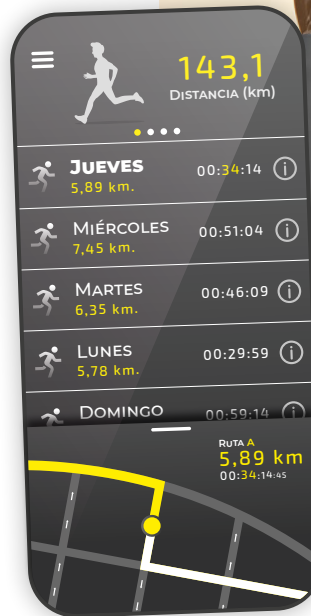 143,1
DISTANCIA (km)
JUEVES
5,89 km.
00:34:14
MIÉRCOLES
7,45 km.
00:51:04
MARTES
6,35 km.
00:46:09
LUNES
5,78 km.
00:29:59
DOMINGO
00:59:14
RUTA A
5,89 km
00:34:14:45